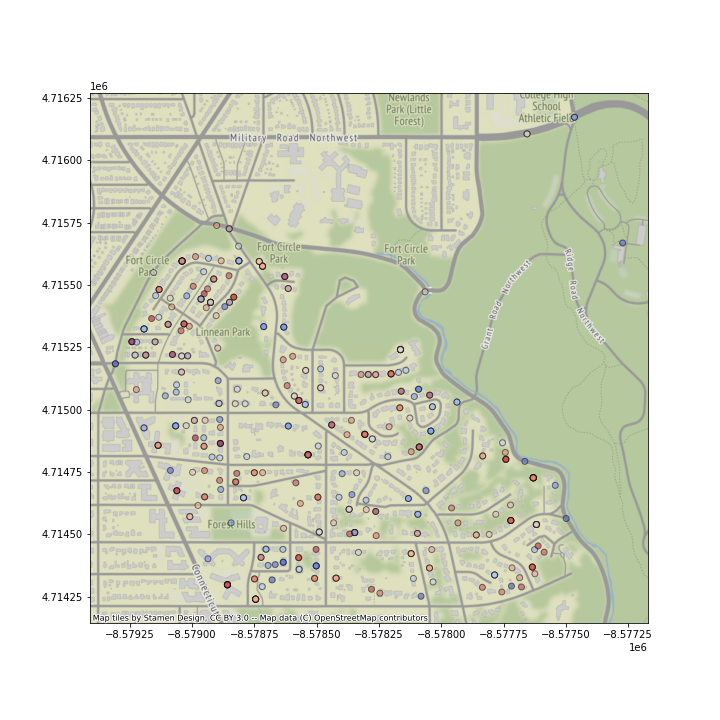 1e6
4.71625
4.71600
4.71575
4.71550
4.71525
4.71500
4.71475
4.71450
4.71425
Newlands
Park (Little
Forest)
College High
School
Athletic Field
Military Road Northwest
Fort Circle
Park
Fort Circle
Park
Fort Circle
Park
Linnean Park
Grant Road Northwest
Ridge Road Northwest
Forest Hills
Connecticut
Map tiles by Stamen Design, CC BY 3.0 -- Map data (C) OpenStreetMap contributors
−8.57925 −8.57900 −8.57875 −8.57850 −8.57825 −8.57800 −8.57775 −8.57750 −8.57725
1e6